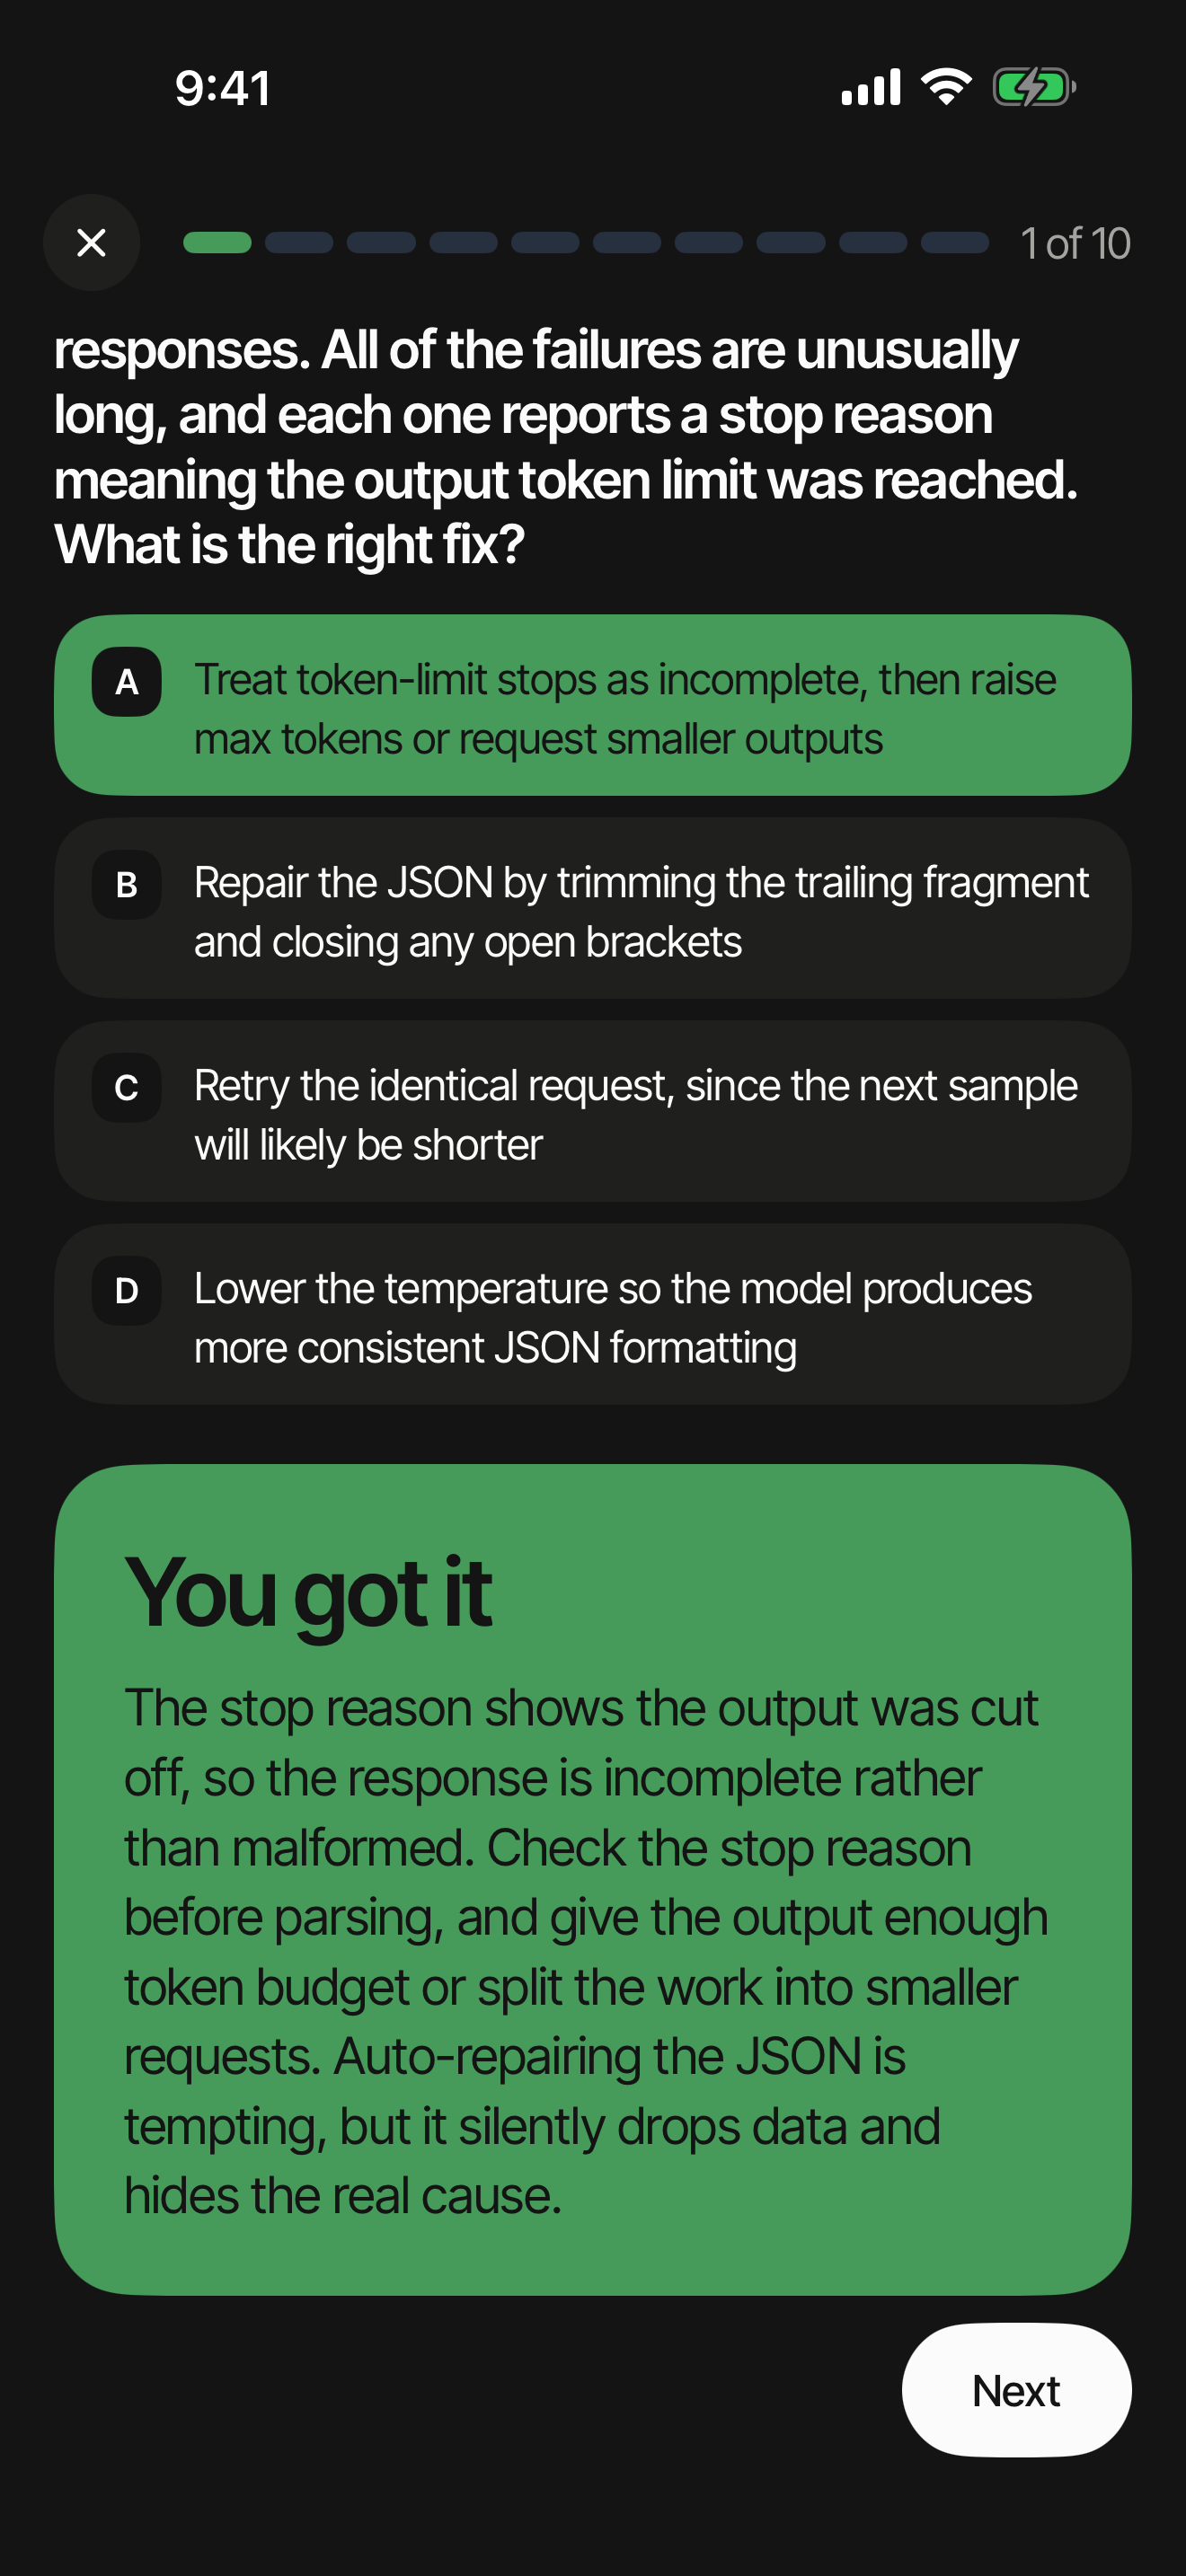 9:41
1 of 10
responses. All of the failures are unusually
long, and each one reports a stop reason
meaning the output token limit was reached.
What is the right fix?
A
Treat token-limit stops as incomplete, then raise
max tokens or request smaller outputs
B
Repair the JSON by trimming the trailing fragment
and closing any open brackets
C
Retry the identical request, since the next sample
will likely be shorter
D
Lower the temperature so the model produces
more consistent JSON formatting
You got it
The stop reason shows the output was cut
off, so the response is incomplete rather
than malformed. Check the stop reason
before parsing, and give the output enough
token budget or split the work into smaller
requests. Auto-repairing the JSON is
tempting, but it silently drops data and
hides the real cause.
Next